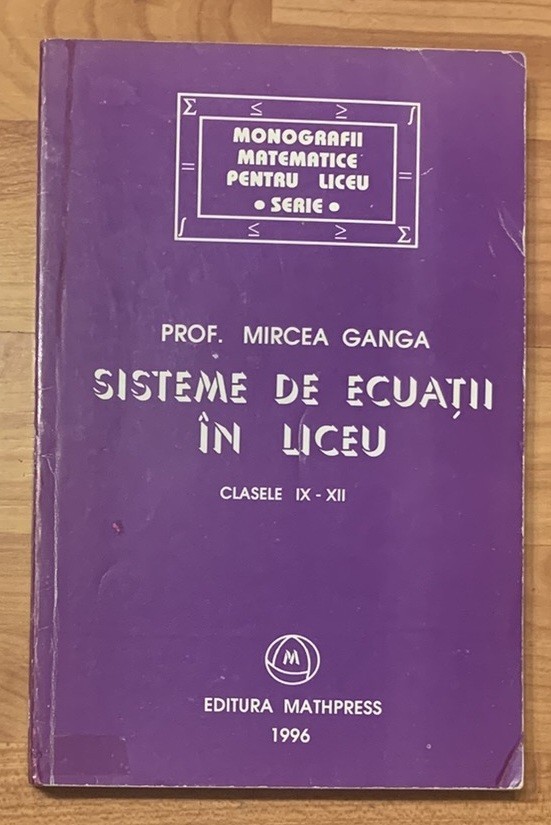 Σ ≤ ≥ ∫
MONOGRAFII
MATEMATICE
= PENTRU LICEU =
• SERIE •
∫ ≤ ≥ Σ
PROF. MIRCEA GANGA
SISTEME DE ECUAȚII
ÎN LICEU
CLASELE IX - XII
M
EDITURA MATHPRESS
1996